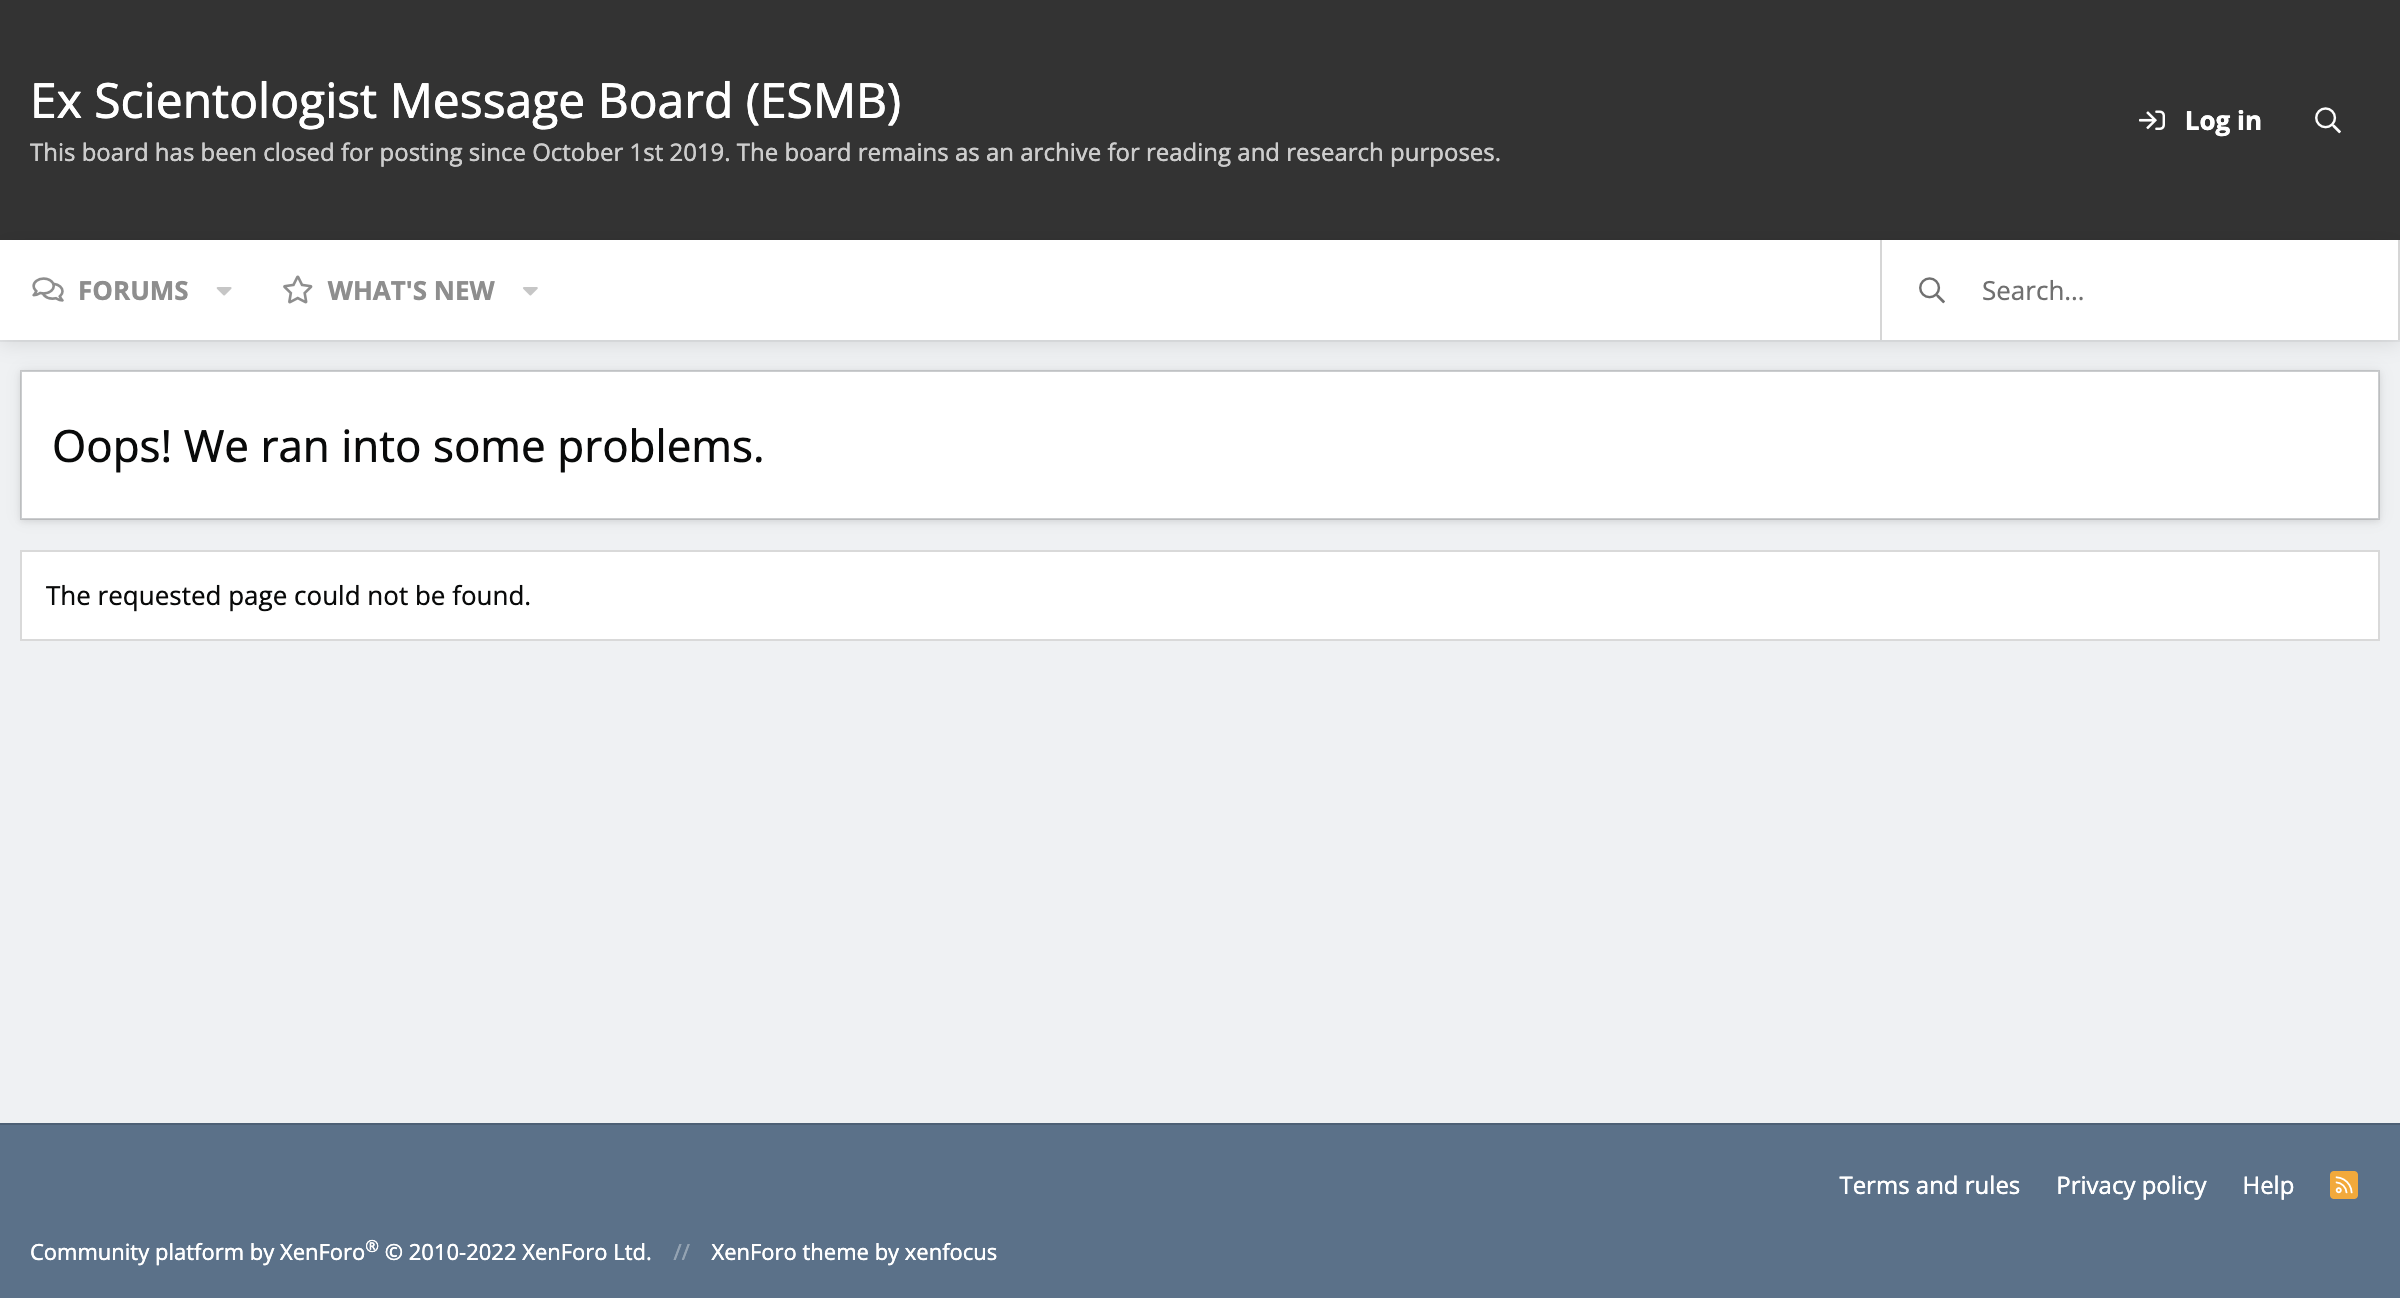 Ex Scientologist Message Board (ESMB)
This board has been closed for posting since October 1st 2019. The board remains as an archive for reading and research purposes.
Log in
FORUMS
WHAT'S NEW
Search...
Oops! We ran into some problems.
The requested page could not be found.
Terms and rules
Privacy policy
Help
Community platform by XenForo® © 2010-2022 XenForo Ltd. // XenForo theme by xenfocus